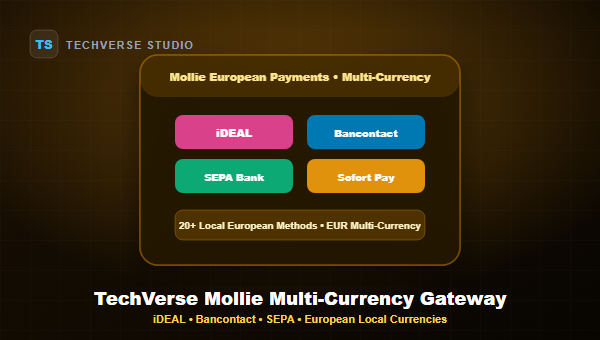 TS TECHVERSE STUDIO
Mollie European Payments • Multi-Currency
iDEAL
Bancontact
SEPA Bank
Sofort Pay
20+ Local European Methods • EUR Multi-Currency
TechVerse Mollie Multi-Currency Gateway
iDEAL • Bancontact • SEPA • European Local Currencies